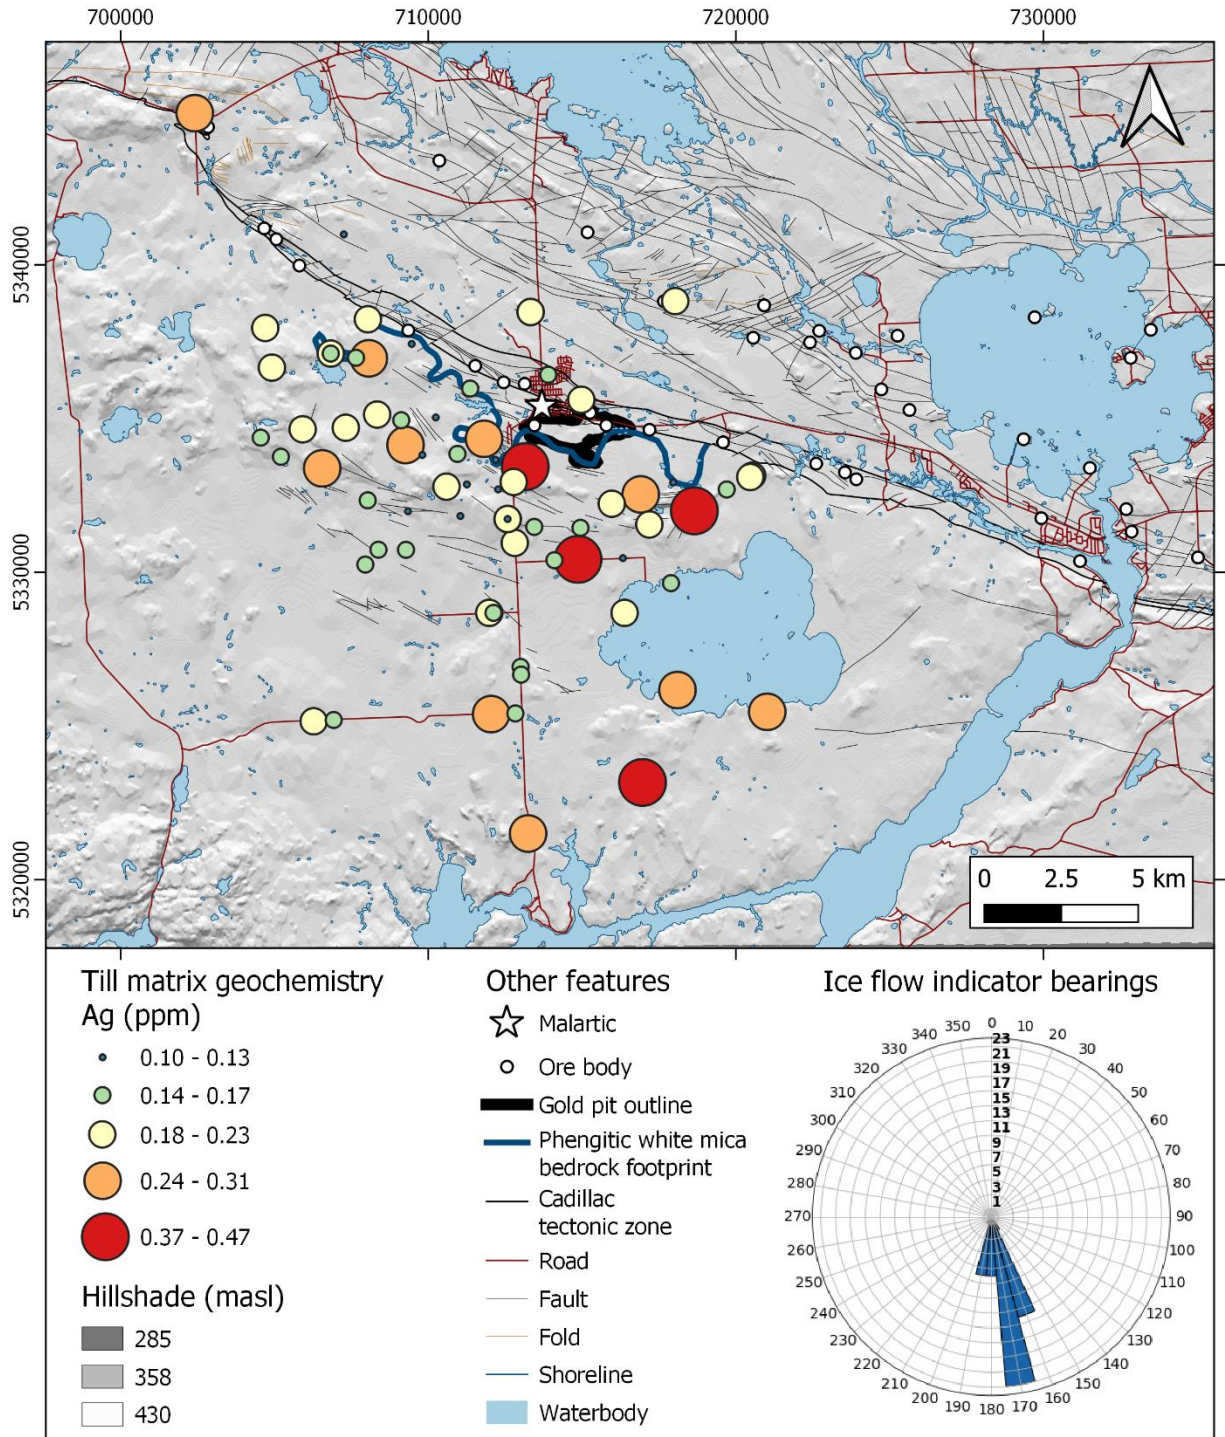 700000
710000
720000
730000
5340000
5330000
5320000
0 2.5 5 km
Till matrix geochemistry
Ag (ppm)
0.10 - 0.13
0.14 - 0.17
0.18 - 0.23
0.24 - 0.31
0.37 - 0.47
Hillshade (masl)
285
358
430
Other features
Malartic
Ore body
Gold pit outline
Phengitic white mica
bedrock footprint
Cadillac
tectonic zone
Road
Fault
Fold
Shoreline
Waterbody
Ice flow indicator bearings
0
10
20
30
40
50
60
70
80
90
100
110
120
130
140
150
160
170
180
190
200
210
220
230
240
250
260
270
280
290
300
310
320
330
340
350
23
21
19
17
15
13
11
9
7
5
3
1